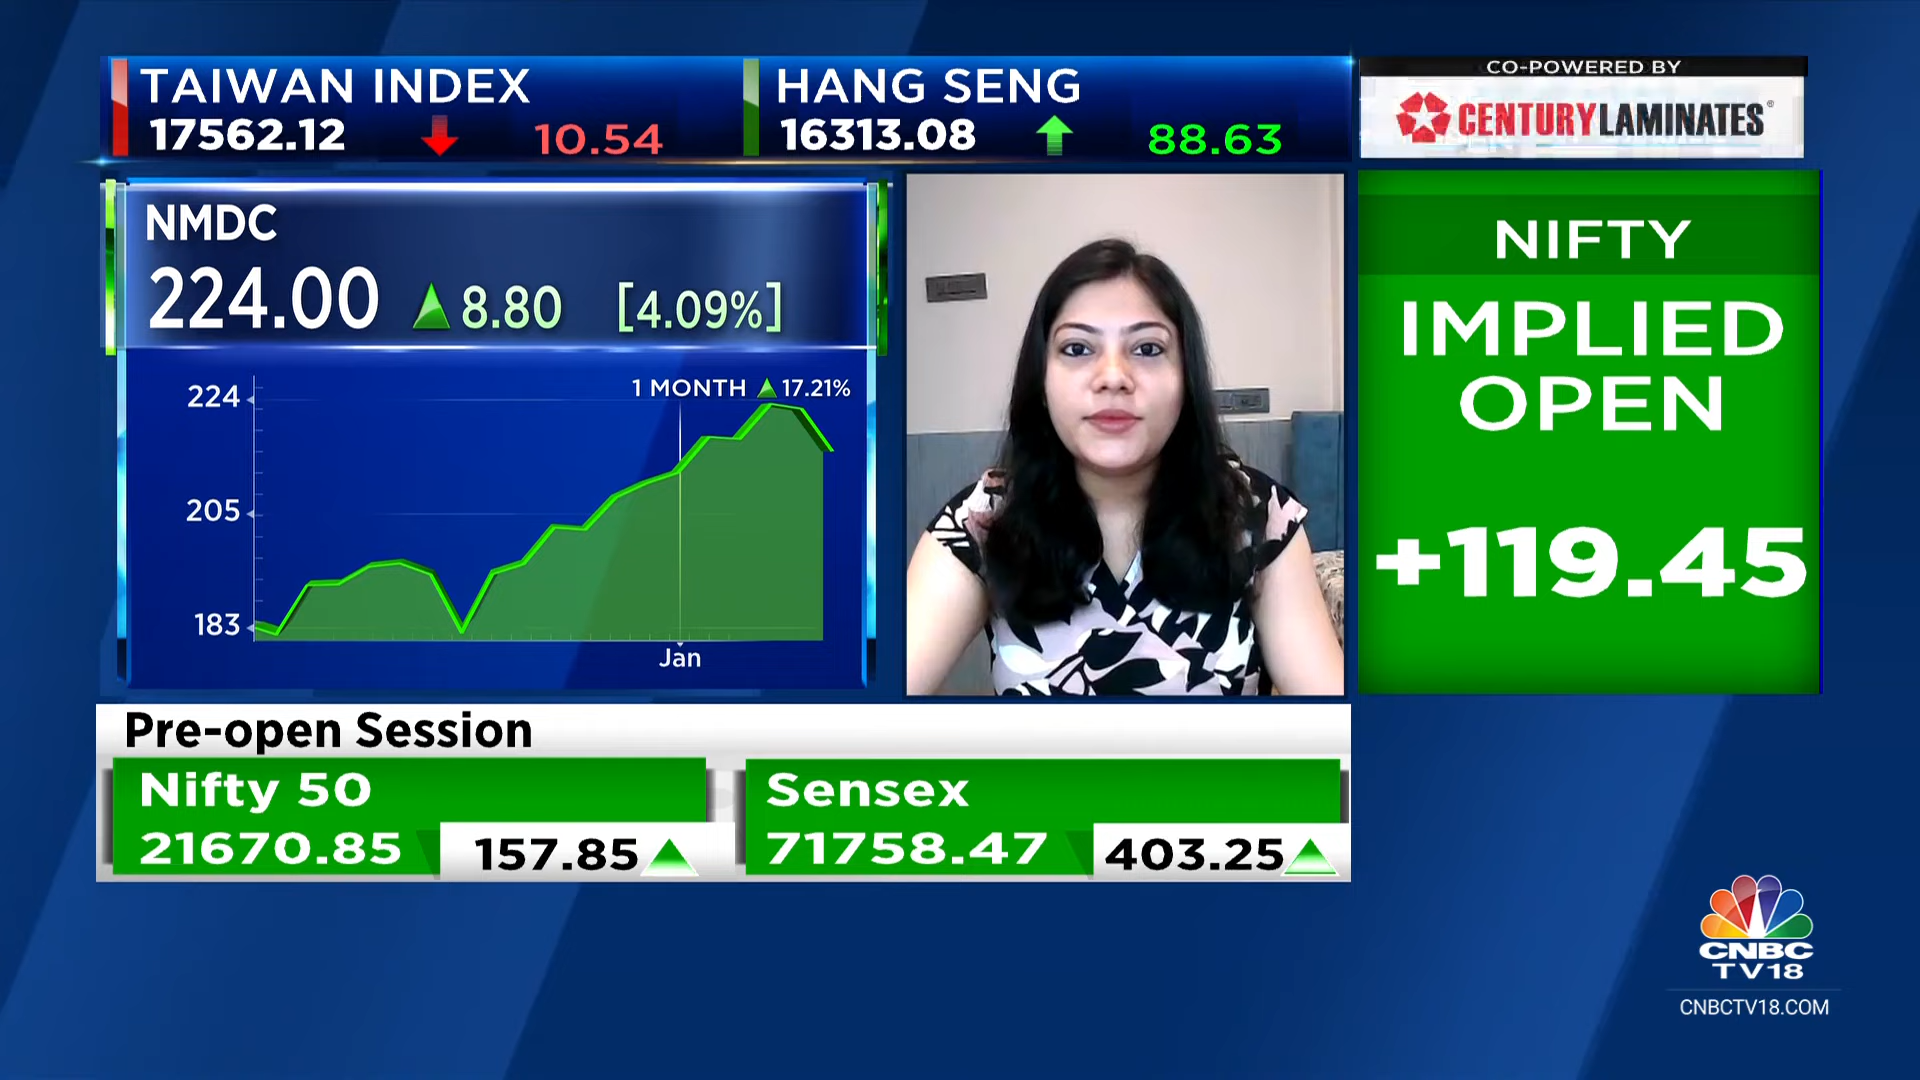 TAIWAN INDEX
17562.12 10.54
HANG SENG
16313.08 88.63
CO-POWERED BY
CENTURYLAMINATES®
NMDC
224.00 ▲ 8.80 [4.09%]
1 MONTH ▲ 17.21%
224
205
183
Jan
NIFTY
IMPLIED
OPEN
+119.45
Pre-open Session
Nifty 50
21670.85 157.85
Sensex
71758.47 403.25
CNBC
TV18
CNBCTV18.COM